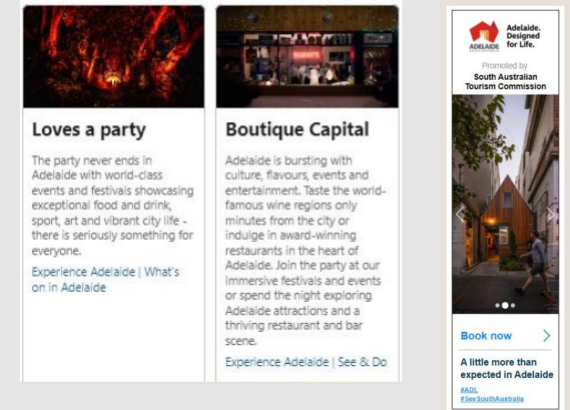 Loves a party
The party never ends in
Adelaide with world-class
events and festivals showcasing
exceptional food and drink,
sport, art and vibrant city life -
there is seriously something for
everyone.
Experience Adelaide | What's
on in Adelaide
Boutique Capital
Adelaide is bursting with
culture, flavours, events and
entertainment. Taste the world-
famous wine regions only
minutes from the city or
indulge in award-winning
restaurants in the heart of
Adelaide. Join the party at our
immersive festivals and events
or spend the night exploring
Adelaide attractions and a
thriving restaurant and bar
scene.
Experience Adelaide | See & Do
ADELAIDE
Adelaide.
Designed
for Life.
Promoted by
South Australian
Tourism Commission
Book now
A little more than
expected in Adelaide
#ADL
#SeeSouthAustralia